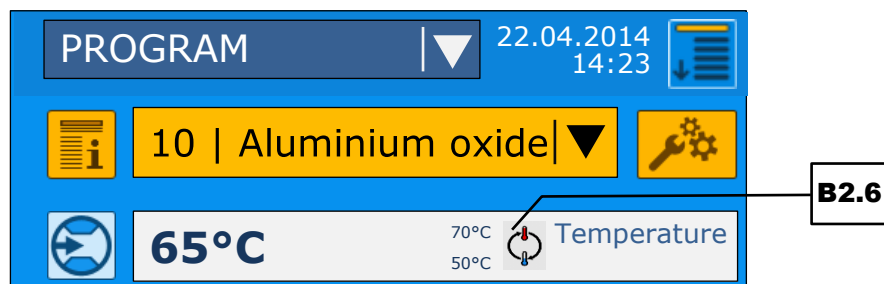 PROGRAM
22.04.2014
14:23
i
10 | Aluminium oxide
B2.6
65°C
70°C
50°C
Temperature